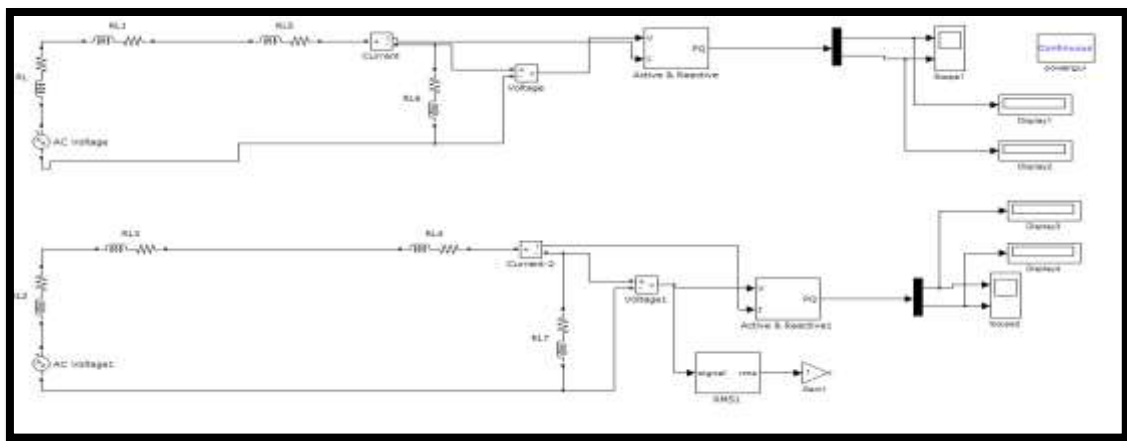 RL1
RL5
RL
AC Voltage
Current
RL6
Voltage
PQ
Active & Reactive
Continuous
powergui
Display1
Display2
RL3
RL4
RL2
AC Voltage1
Current-2
RL7
Voltage1
PQ
Active & Reactive1
signal rms
RMS1
Display3
Display4